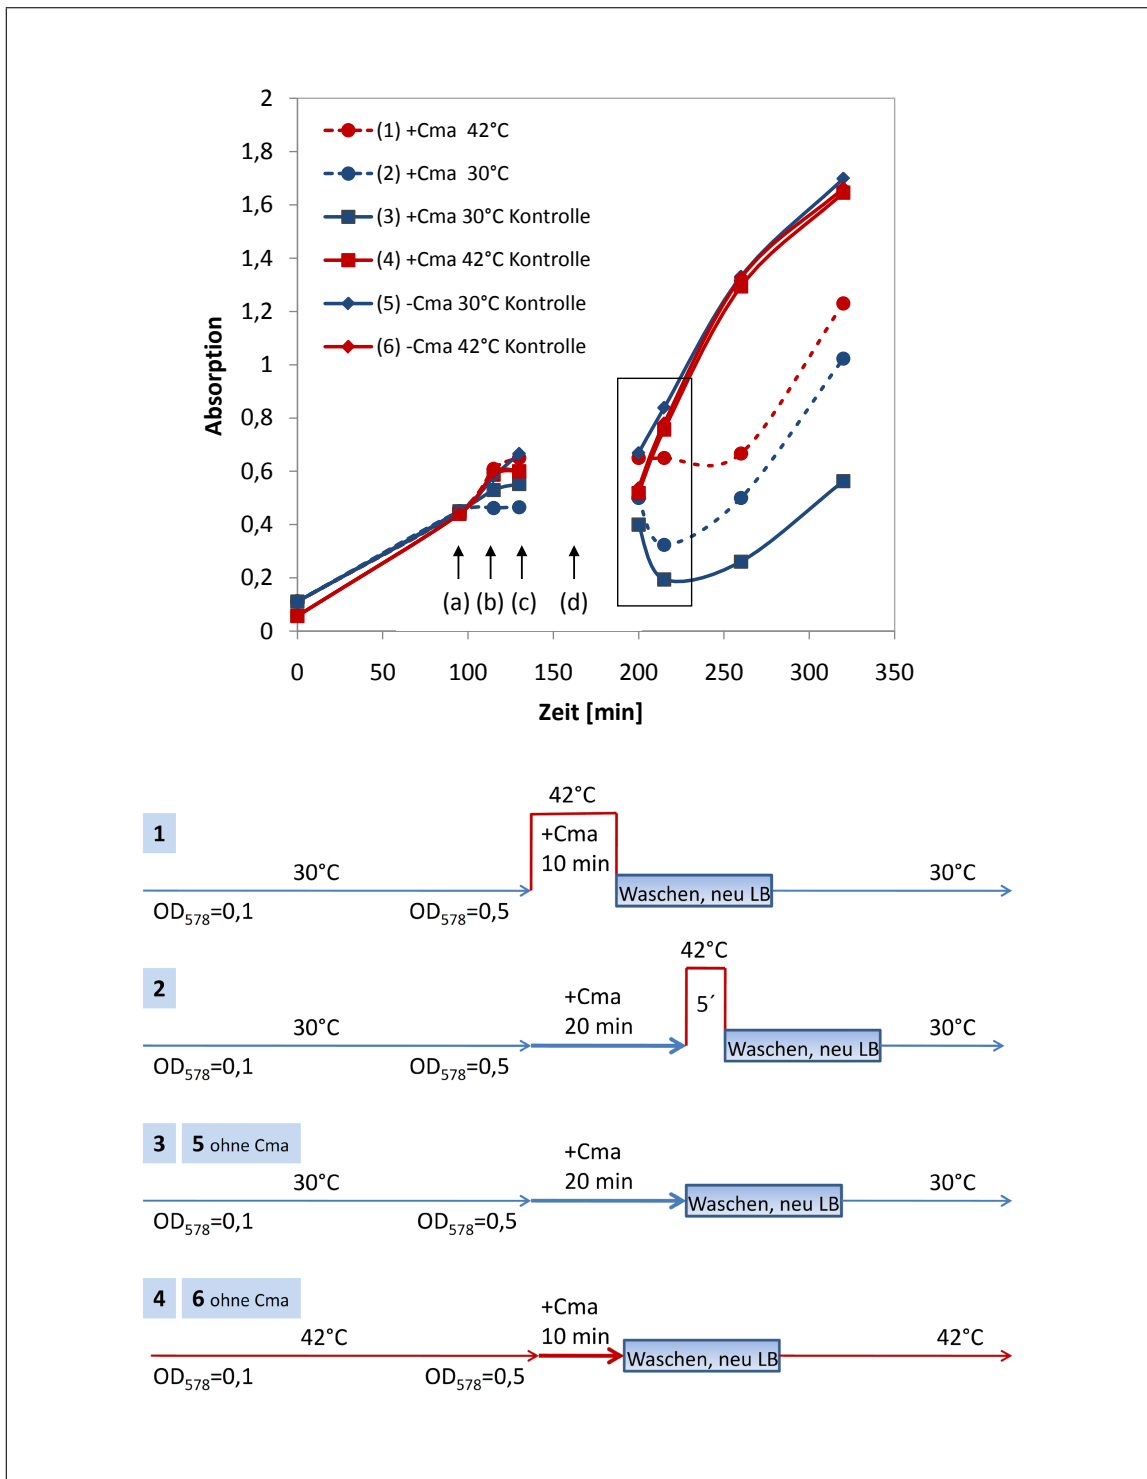 2
1,8
1,6
1,4
1,2
1
0,8
0,6
0,4
0,2
0
Absorption
(1) +Cma 42°C
(2) +Cma 30°C
(3) +Cma 30°C Kontrolle
(4) +Cma 42°C Kontrolle
(5) -Cma 30°C Kontrolle
(6) -Cma 42°C Kontrolle
(a) (b) (c) (d)
0 50 100 150 200 250 300 350
Zeit [min]
42°C
1
+Cma
10 min
30°C
30°C
Waschen, neu LB
OD578=0,1 OD578=0,5
42°C
2
+Cma
20 min
5´
30°C
30°C
Waschen, neu LB
OD578=0,1 OD578=0,5
3 5 ohne Cma
+Cma
20 min
30°C
30°C
Waschen, neu LB
OD578=0,1 OD578=0,5
4 6 ohne Cma
+Cma
10 min
42°C
42°C
Waschen, neu LB
OD578=0,1 OD578=0,5